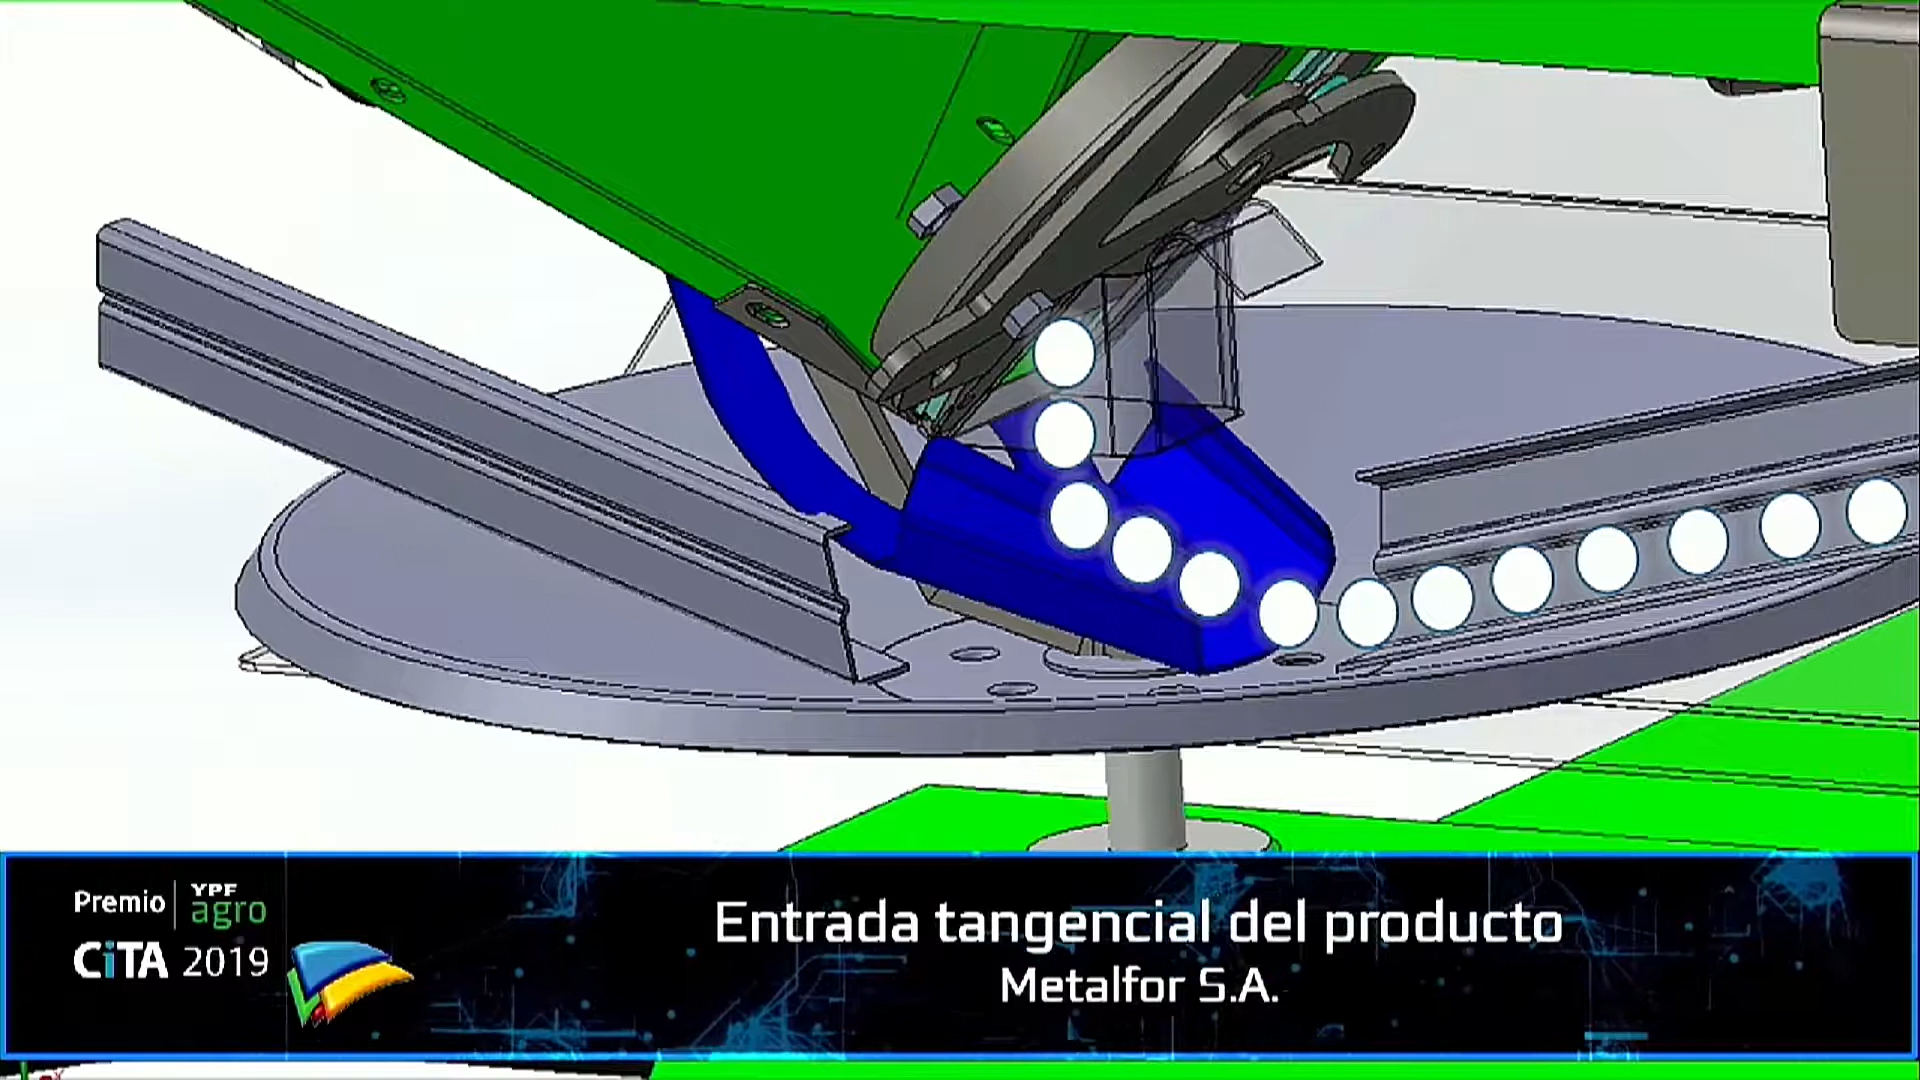 Premio
YPF
agro
CiTA 2019
Entrada tangencial del producto
Metalfor S.A.